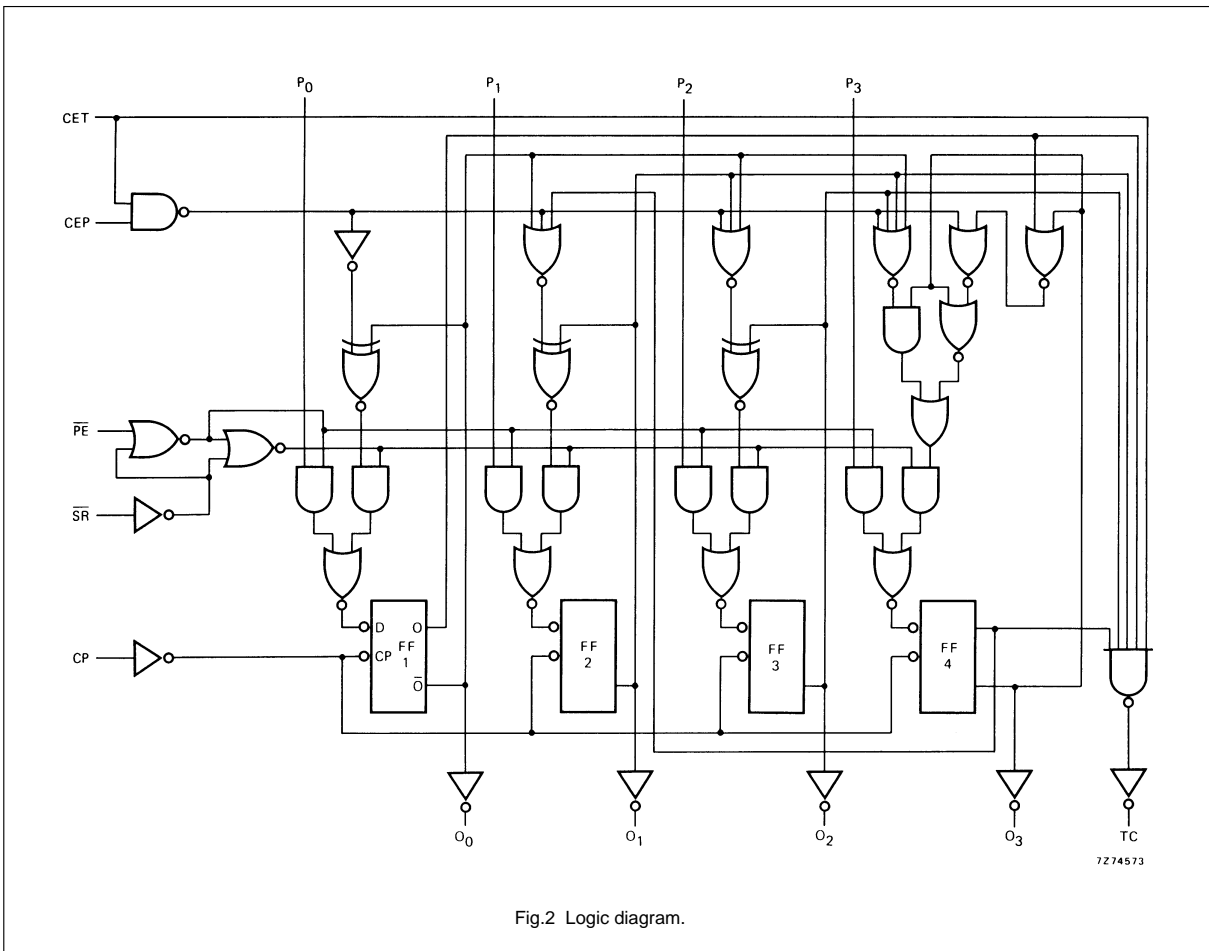 P0 P1 P2 P3
CET
CEP
PE
SR
CP
D O
FF
1
CP
O
FF
2
FF
3
FF
4
O0 O1 O2 O3 TC
7Z74573
Fig.2 Logic diagram.